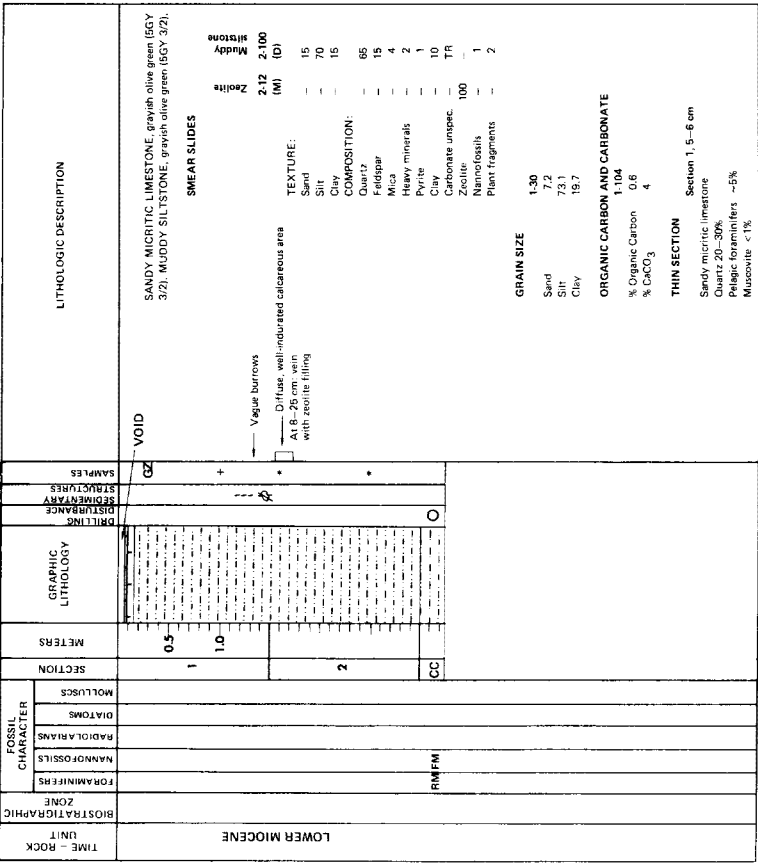 TIME – ROCK
UNIT
BIOSTRATIGRAPHIC
ZONE
FOSSIL
CHARACTER
FORAMINIFERS
NANNOFOSSILS
RADIOLARIANS
DIATOMS
MOLLUSCS
SECTION
METERS
GRAPHIC
LITHOLOGY
DRILLING
DISTURBANCE
SEDIMENTARY
STRUCTURES
SAMPLES
LITHOLOGIC DESCRIPTION
LOWER MIOCENE
RM FM
1
2
CC
0.5
1.0
GZ
+
*
*
VOID
Vague burrows
Diffuse, well-indurated calcareous area
At 8–25 cm: vein
with zeolite filling
SANDY MICRITIC LIMESTONE, grayish olive green (5GY
3/2). MUDDY SILTSTONE, grayish olive green (5GY 3/2).
SMEAR SLIDES
Zeolite Muddy
siltstone
2-12 2-100
(M) (D)
TEXTURE:
Sand – 15
Silt – 70
Clay – 15
COMPOSITION:
Quartz – 65
Feldspar – 15
Mica – 4
Heavy minerals – 2
Pyrite – 1
Clay – 10
Carbonate unspec. – TR
Zeolite 100 –
Nannofossils – 1
Plant fragments – 2
GRAIN SIZE
1-30
Sand 7.2
Silt 73.1
Clay 19.7
ORGANIC CARBON AND CARBONATE
1-104
% Organic Carbon 0.6
% CaCO3 4
THIN SECTION
Section 1, 5–6 cm
Sandy micritic limestone
Quartz 20–30%
Pelagic foraminifers ~5%
Muscovite <1%